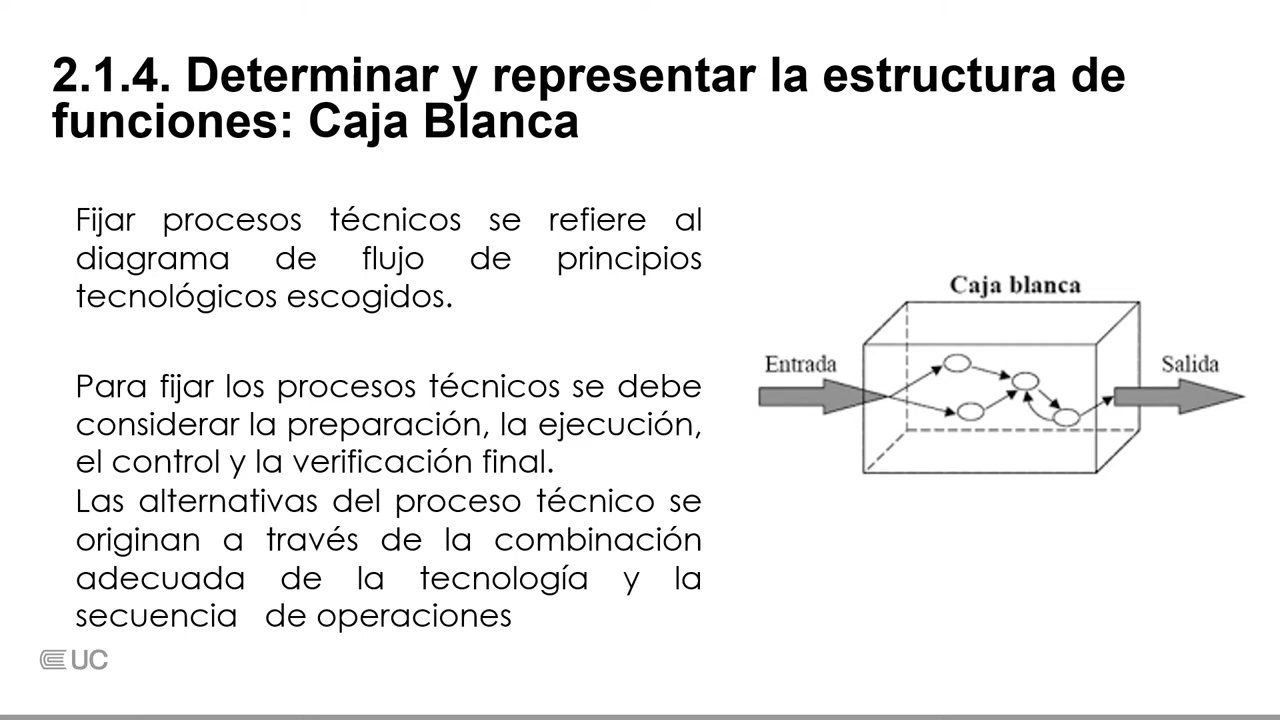 2.1.4. Determinar y representar la estructura de
funciones: Caja Blanca
Fijar procesos técnicos se refiere al
diagrama de flujo de principios
tecnológicos escogidos.
Para fijar los procesos técnicos se debe
considerar la preparación, la ejecución,
el control y la verificación final.
Las alternativas del proceso técnico se
originan a través de la combinación
adecuada de la tecnología y la
secuencia de operaciones
Caja blanca
Entrada
Salida
UC